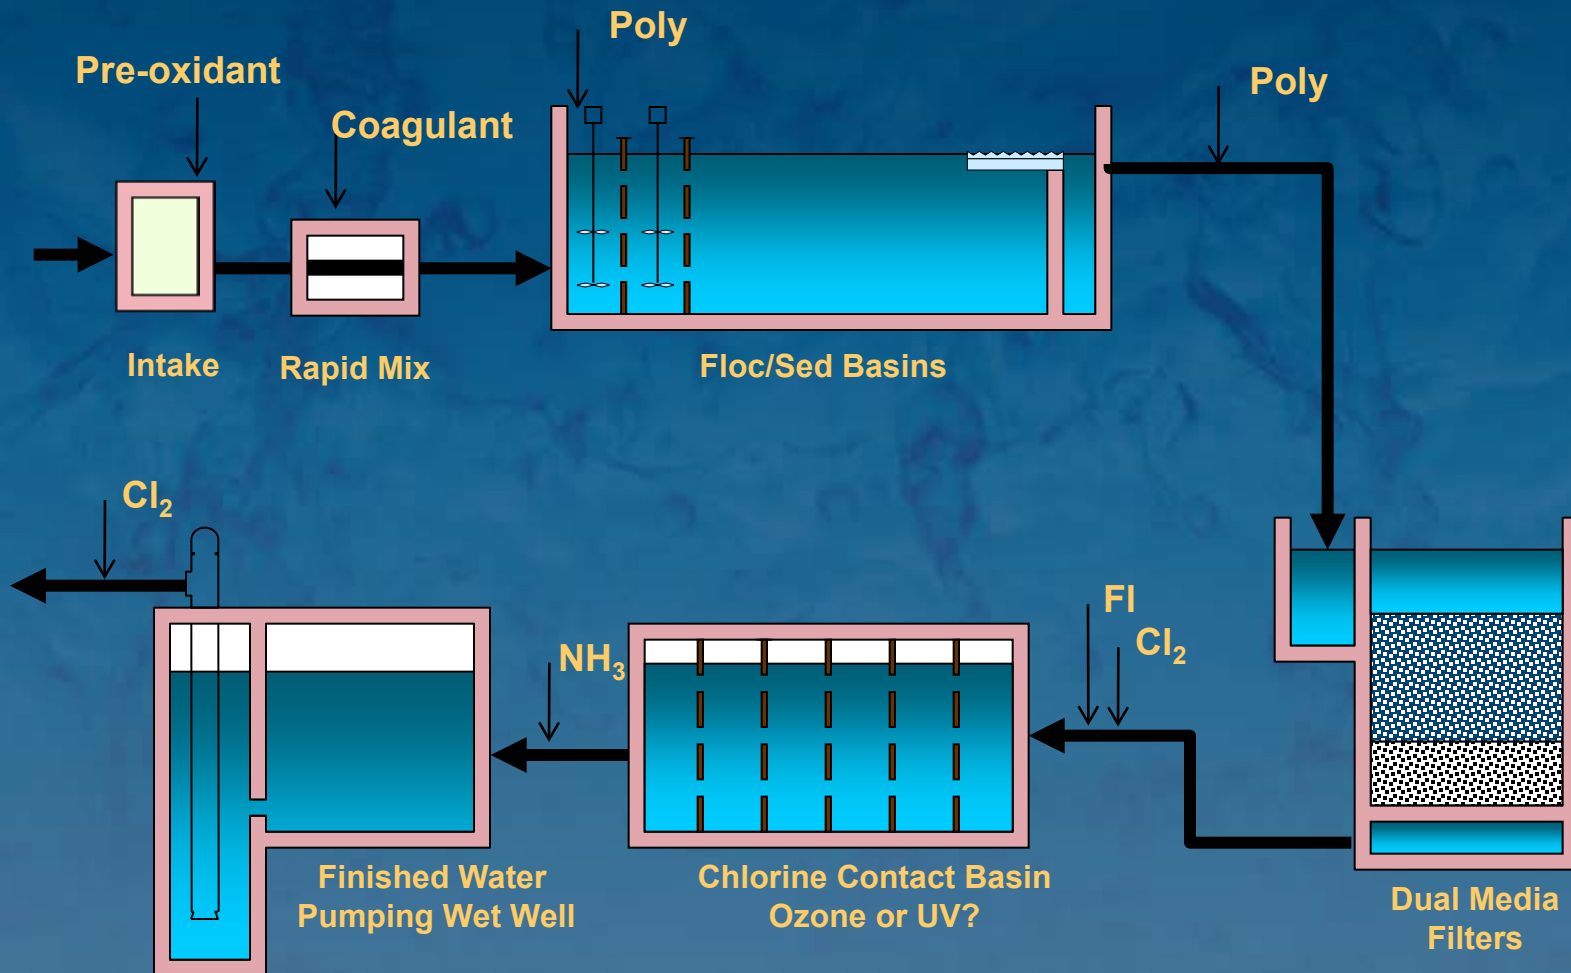 Poly
Pre-oxidant
Poly
Coagulant
Intake
Rapid Mix
Floc/Sed Basins
Cl₂
Fl
Cl₂
NH₃
Finished Water
Pumping Wet Well
Chlorine Contact Basin
Ozone or UV?
Dual Media
Filters